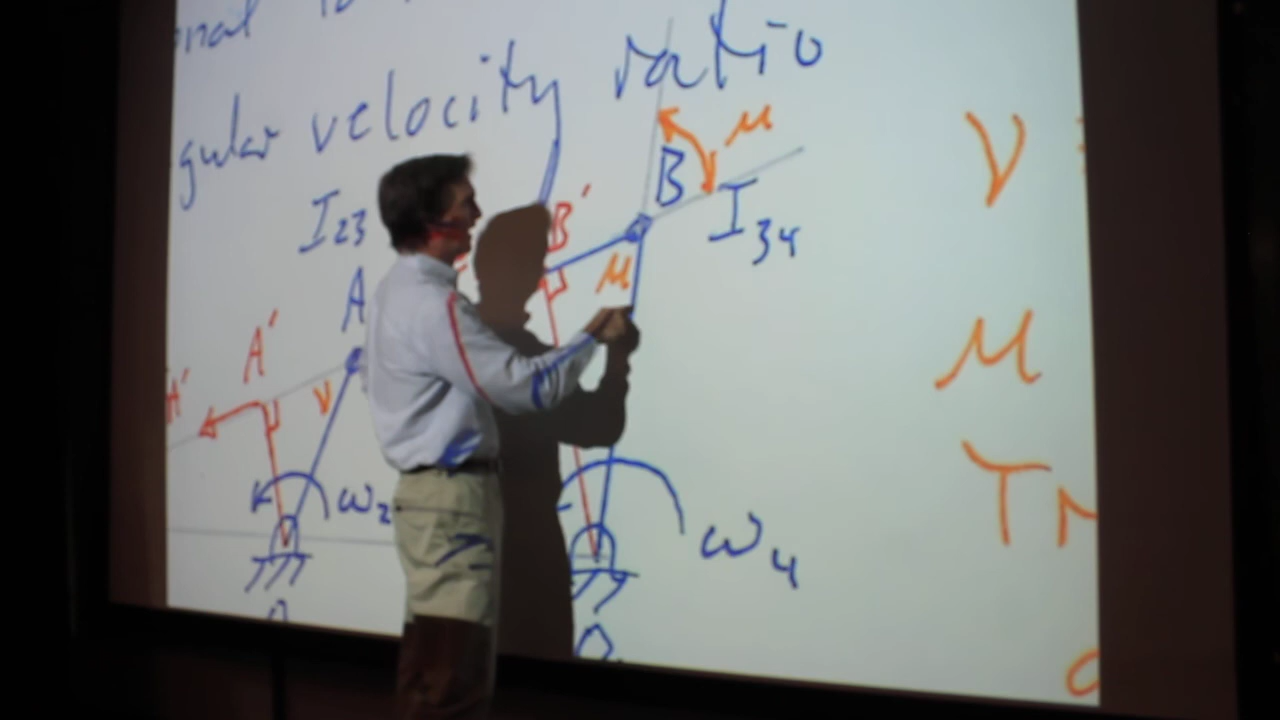 gular velocity ratio
μ
B
I34
I23
B'
A
μ
A'
ν
ω2
ω4
ν
μ